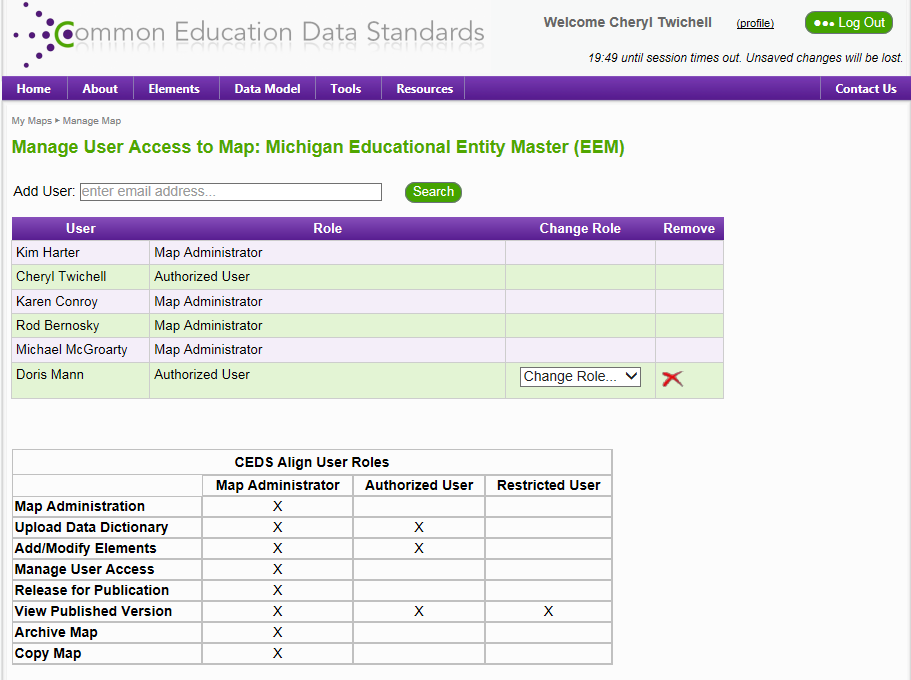 Common Education Data Standards
Welcome Cheryl Twichell (profile) ●●● Log Out
19:49 until session times out. Unsaved changes will be lost.
Home About Elements Data Model Tools Resources Contact Us
My Maps ▸ Manage Map
Manage User Access to Map: Michigan Educational Entity Master (EEM)
Add User: enter email address... Search
User Role Change Role Remove
Kim Harter Map Administrator
Cheryl Twichell Authorized User
Karen Conroy Map Administrator
Rod Bernosky Map Administrator
Michael McGroarty Map Administrator
Doris Mann Authorized User Change Role...
CEDS Align User Roles
Map Administrator Authorized User Restricted User
Map Administration X
Upload Data Dictionary X X
Add/Modify Elements X X
Manage User Access X
Release for Publication X
View Published Version X X X
Archive Map X
Copy Map X